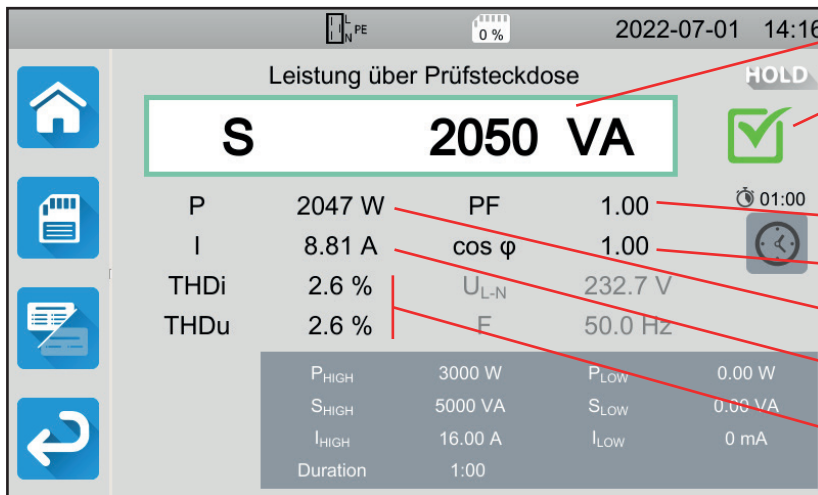 L
N PE
0 %
2022-07-01 14:16
Leistung über Prüfsteckdose
HOLD
S 2050 VA
P 2047 W PF 1.00
01:00
I 8.81 A cos φ 1.00
THDi 2.6 % UL-N 232.7 V
THDu 2.6 % F 50.0 Hz
PHIGH 3000 W PLOW 0.00 W
SHIGH 5000 VA SLOW 0.00 VA
IHIGH 16.00 A ILOW 0 mA
Duration 1:00